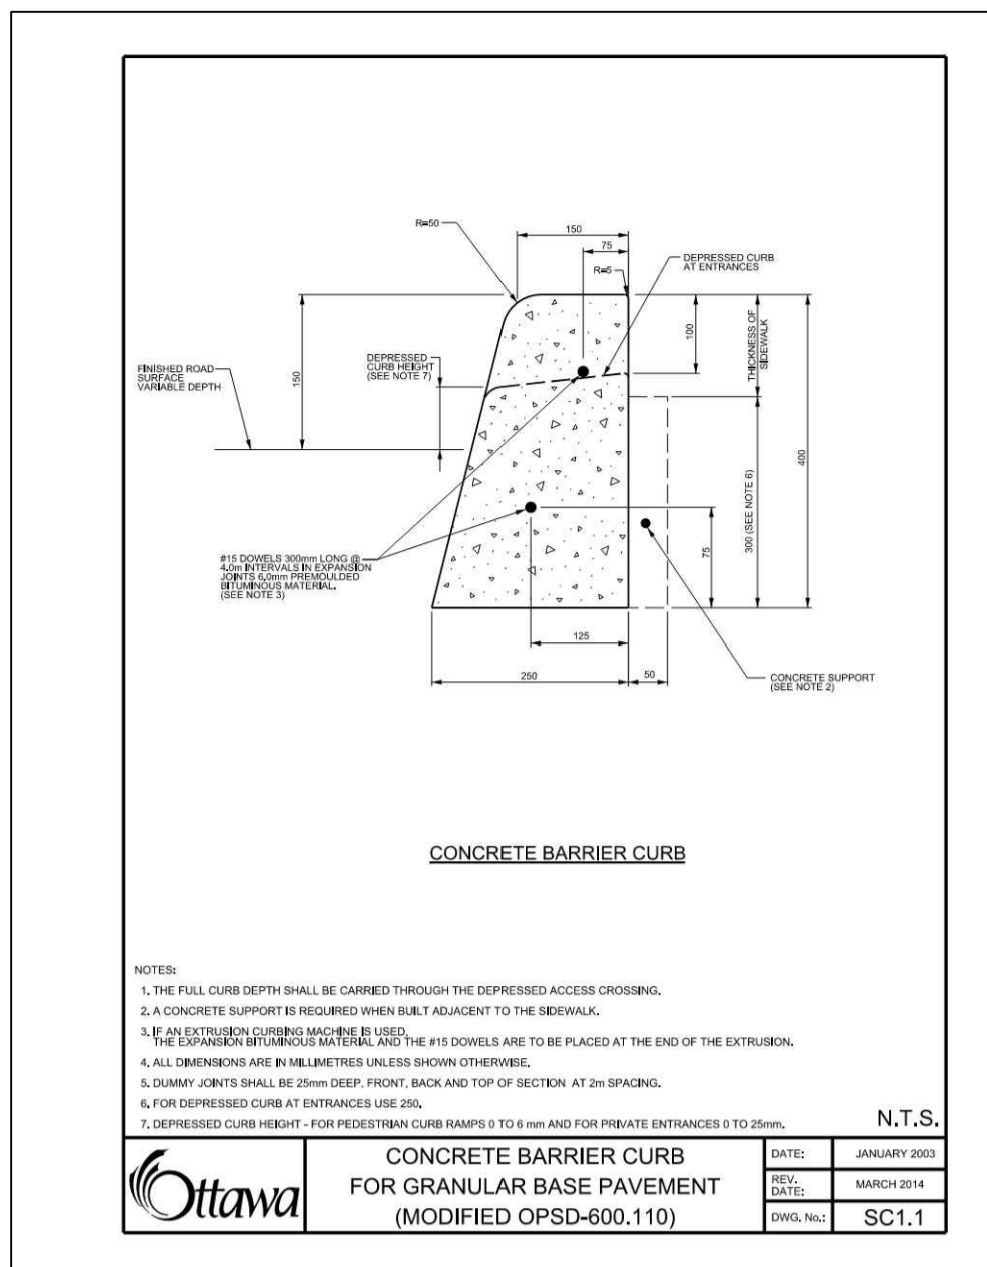 R=50
150
75
R=5
DEPRESSED CURB
AT ENTRANCES
150
100
THICKNESS OF
SIDEWALK
DEPRESSED
CURB HEIGHT
(SEE NOTE 7)
FINISHED ROAD
SURFACE
VARIABLE DEPTH
300 (SEE NOTE 6)
400
75
#15 DOWELS 300mm LONG @
4.0m INTERVALS IN EXPANSION
JOINTS 6.0mm PREMOULDED
BITUMINOUS MATERIAL.
(SEE NOTE 3)
125
250
50
CONCRETE SUPPORT
(SEE NOTE 2)
CONCRETE BARRIER CURB
NOTES:
1. THE FULL CURB DEPTH SHALL BE CARRIED THROUGH THE DEPRESSED ACCESS CROSSING.
2. A CONCRETE SUPPORT IS REQUIRED WHEN BUILT ADJACENT TO THE SIDEWALK.
3. IF AN EXTRUSION CURBING MACHINE IS USED,
THE EXPANSION BITUMINOUS MATERIAL AND THE #15 DOWELS ARE TO BE PLACED AT THE END OF THE EXTRUSION.
4. ALL DIMENSIONS ARE IN MILLIMETRES UNLESS SHOWN OTHERWISE.
5. DUMMY JOINTS SHALL BE 25mm DEEP, FRONT, BACK AND TOP OF SECTION AT 2m SPACING.
6. FOR DEPRESSED CURB AT ENTRANCES USE 250.
7. DEPRESSED CURB HEIGHT - FOR PEDESTRIAN CURB RAMPS 0 TO 6 mm AND FOR PRIVATE ENTRANCES 0 TO 25mm.
N.T.S.
Ottawa
CONCRETE BARRIER CURB
FOR GRANULAR BASE PAVEMENT
(MODIFIED OPSD-600.110)
DATE: JANUARY 2003
REV.
DATE: MARCH 2014
DWG. No.: SC1.1